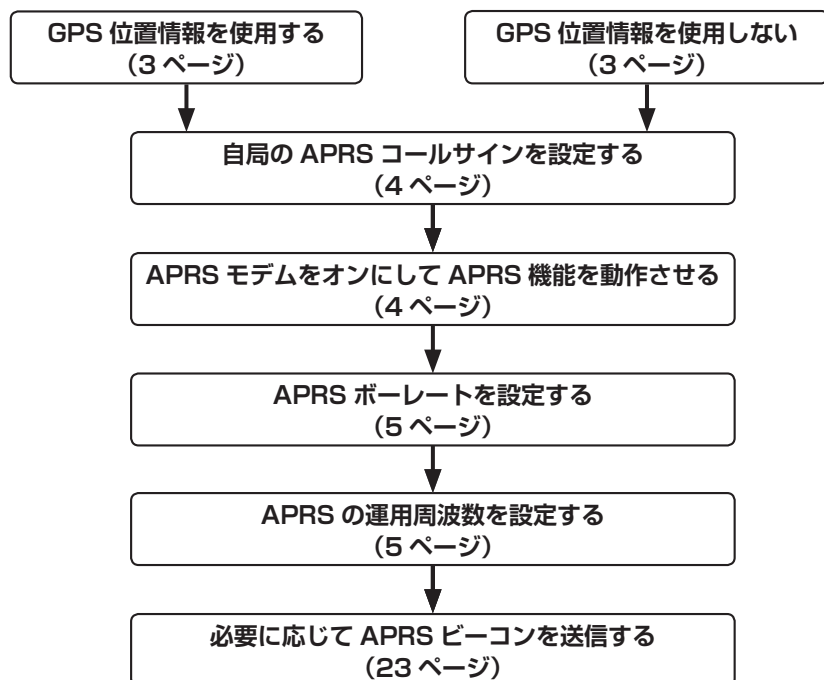 GPS 位置情報を使用する
（3 ページ）
GPS 位置情報を使用しない
（3 ページ）
自局の APRS コールサインを設定する
（4 ページ）
APRS モデムをオンにして APRS 機能を動作させる
（4 ページ）
APRS ボーレートを設定する
（5 ページ）
APRS の運用周波数を設定する
（5 ページ）
必要に応じて APRS ビーコンを送信する
（23 ページ）